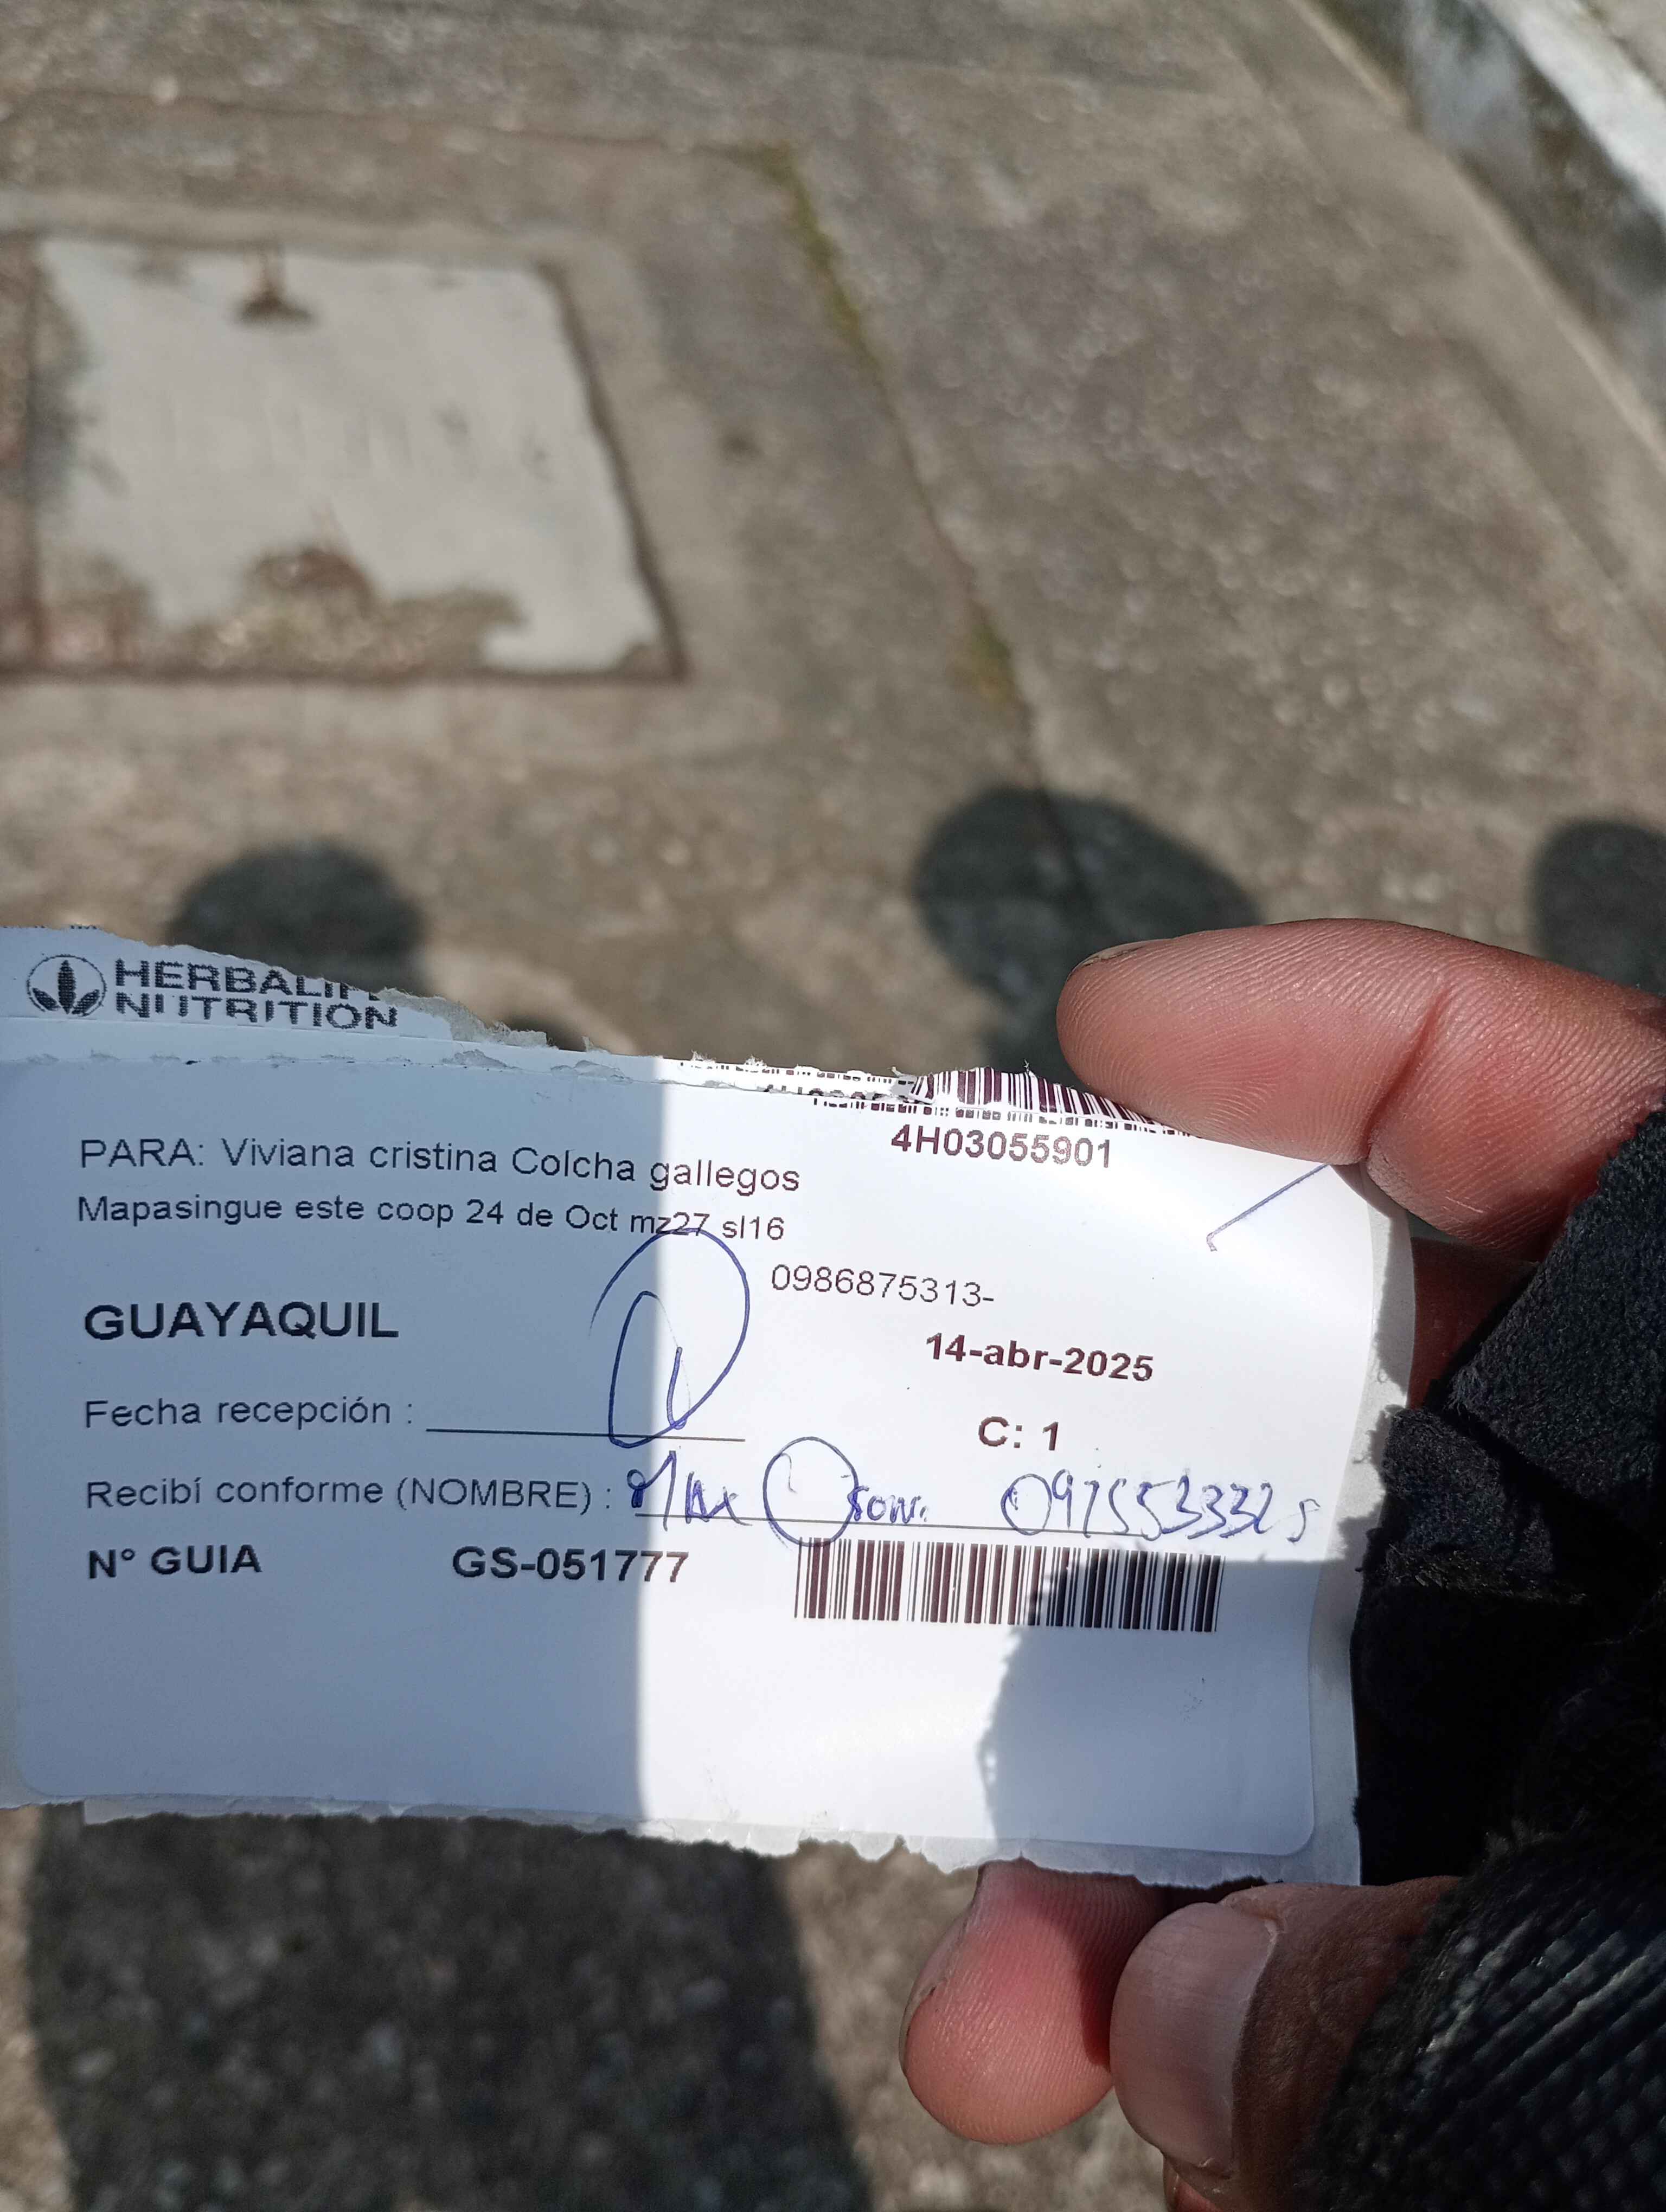 HERBALIFE
NUTRITION
4H03055901
PARA: Viviana cristina Colcha gallegos
Mapasingue este coop 24 de Oct mz27 sl16
0986875313-
GUAYAQUIL
14-abr-2025
Fecha recepción :
C: 1
Recibí conforme (NOMBRE) :
N° GUIA GS-051777